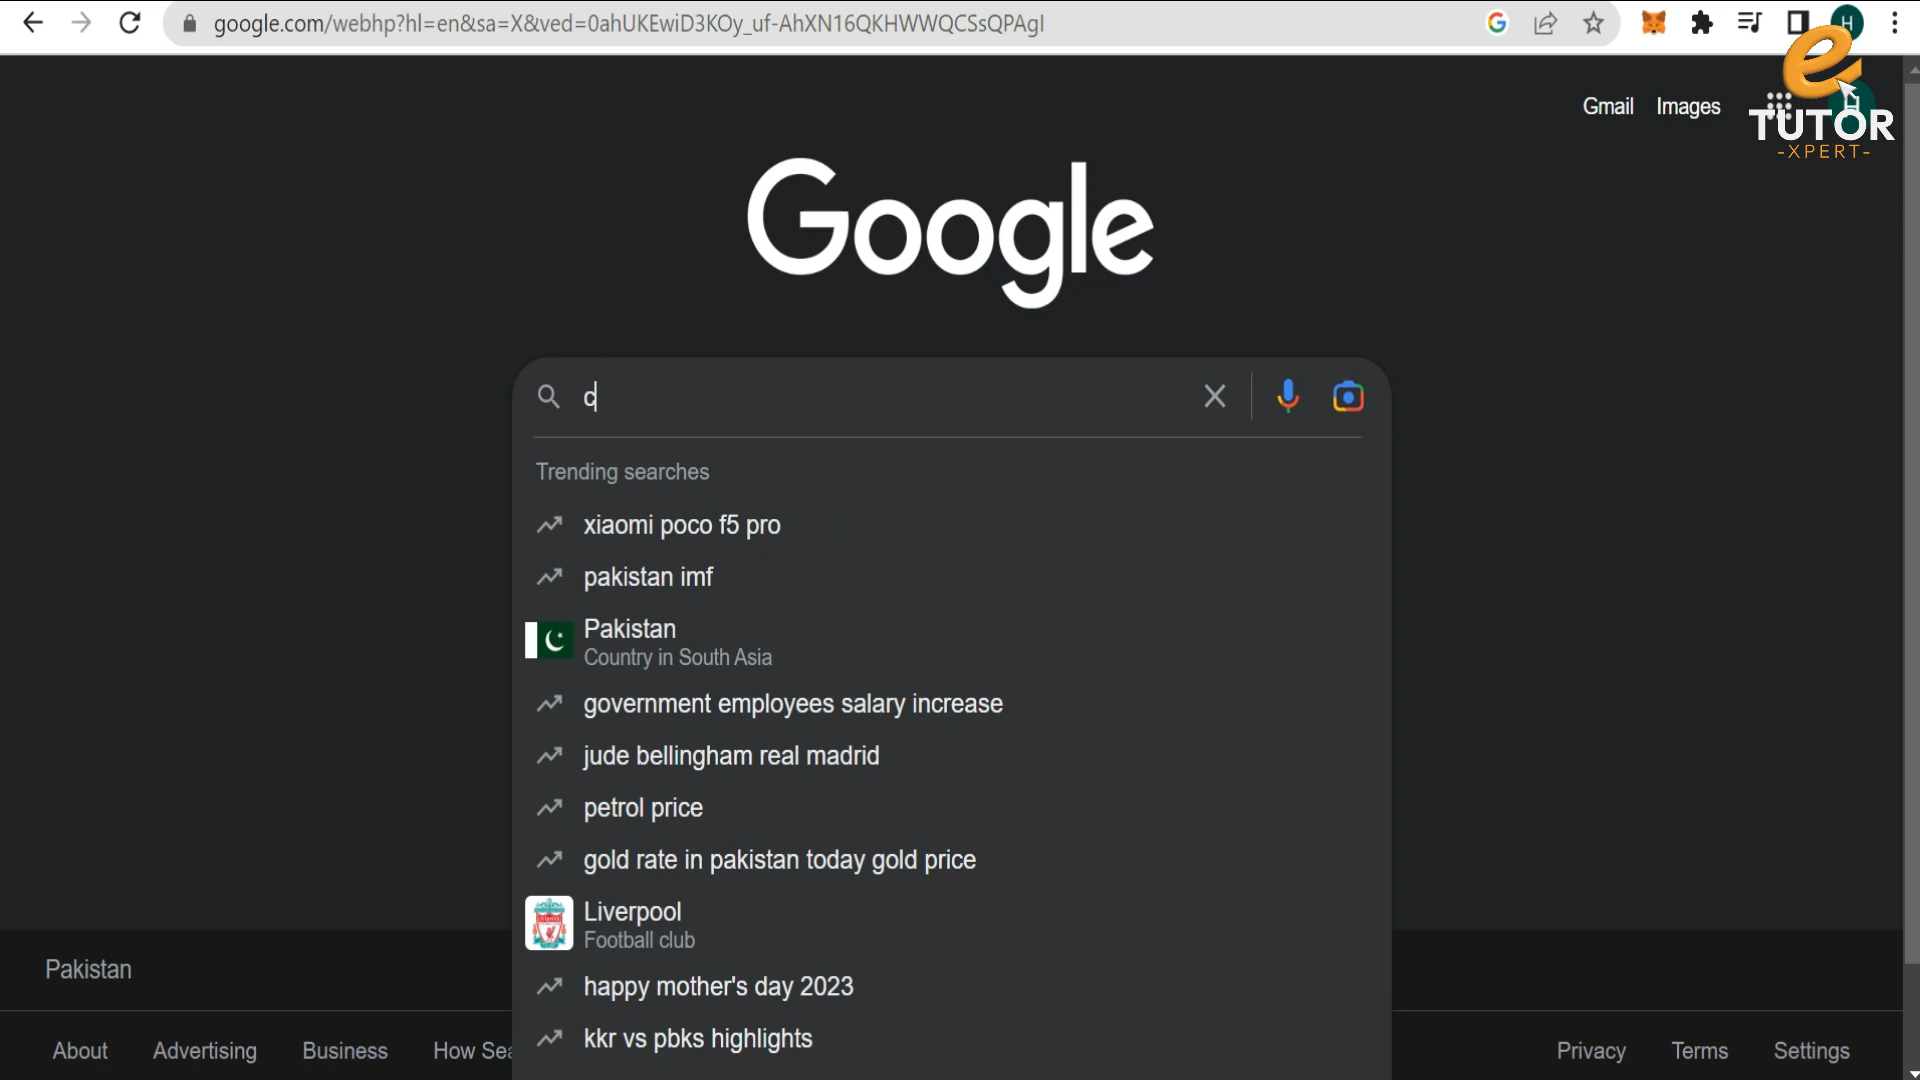 google.com/webhp?hl=en&sa=X&ved=0ahUKEwiD3KOy_uf-AhXN16QKHWWQCSsQPAgI
H
Gmail Images
TUTOR
-XPERT-
Google
c
Trending searches
xiaomi poco f5 pro
pakistan imf
Pakistan
Country in South Asia
government employees salary increase
jude bellingham real madrid
petrol price
gold rate in pakistan today gold price
Liverpool
Football club
Pakistan
happy mother's day 2023
kkr vs pbks highlights
About Advertising Business How Sea
Privacy Terms Settings